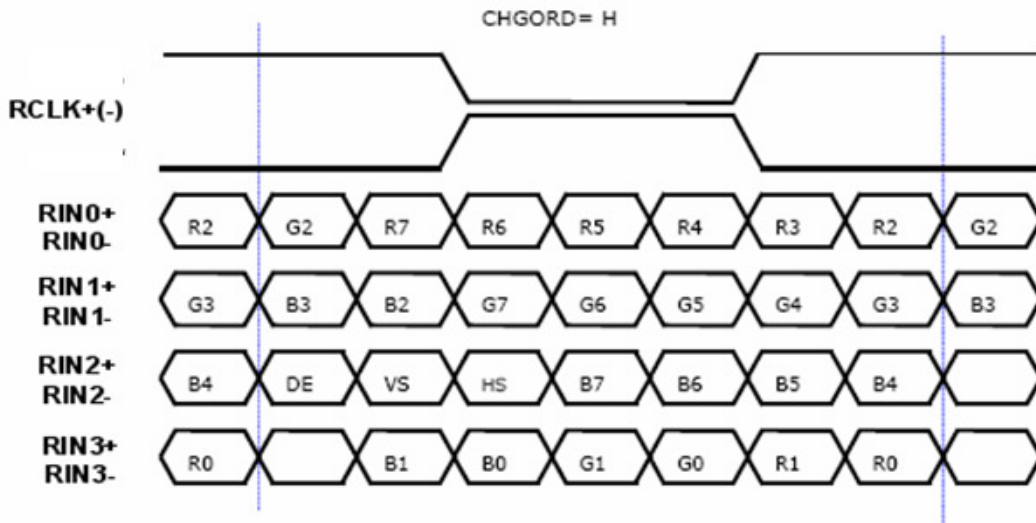 CHGORD= H
RCLK+(-)
RIN0+
RIN0-
R2 G2 R7 R6 R5 R4 R3 R2 G2
RIN1+
RIN1-
G3 B3 B2 G7 G6 G5 G4 G3 B3
RIN2+
RIN2-
B4 DE VS HS B7 B6 B5 B4
RIN3+
RIN3-
R0 B1 B0 G1 G0 R1 R0